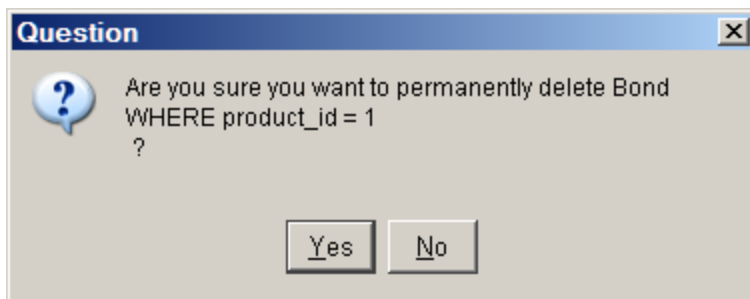 Question
Are you sure you want to permanently delete Bond
WHERE product_id = 1
?
Yes No